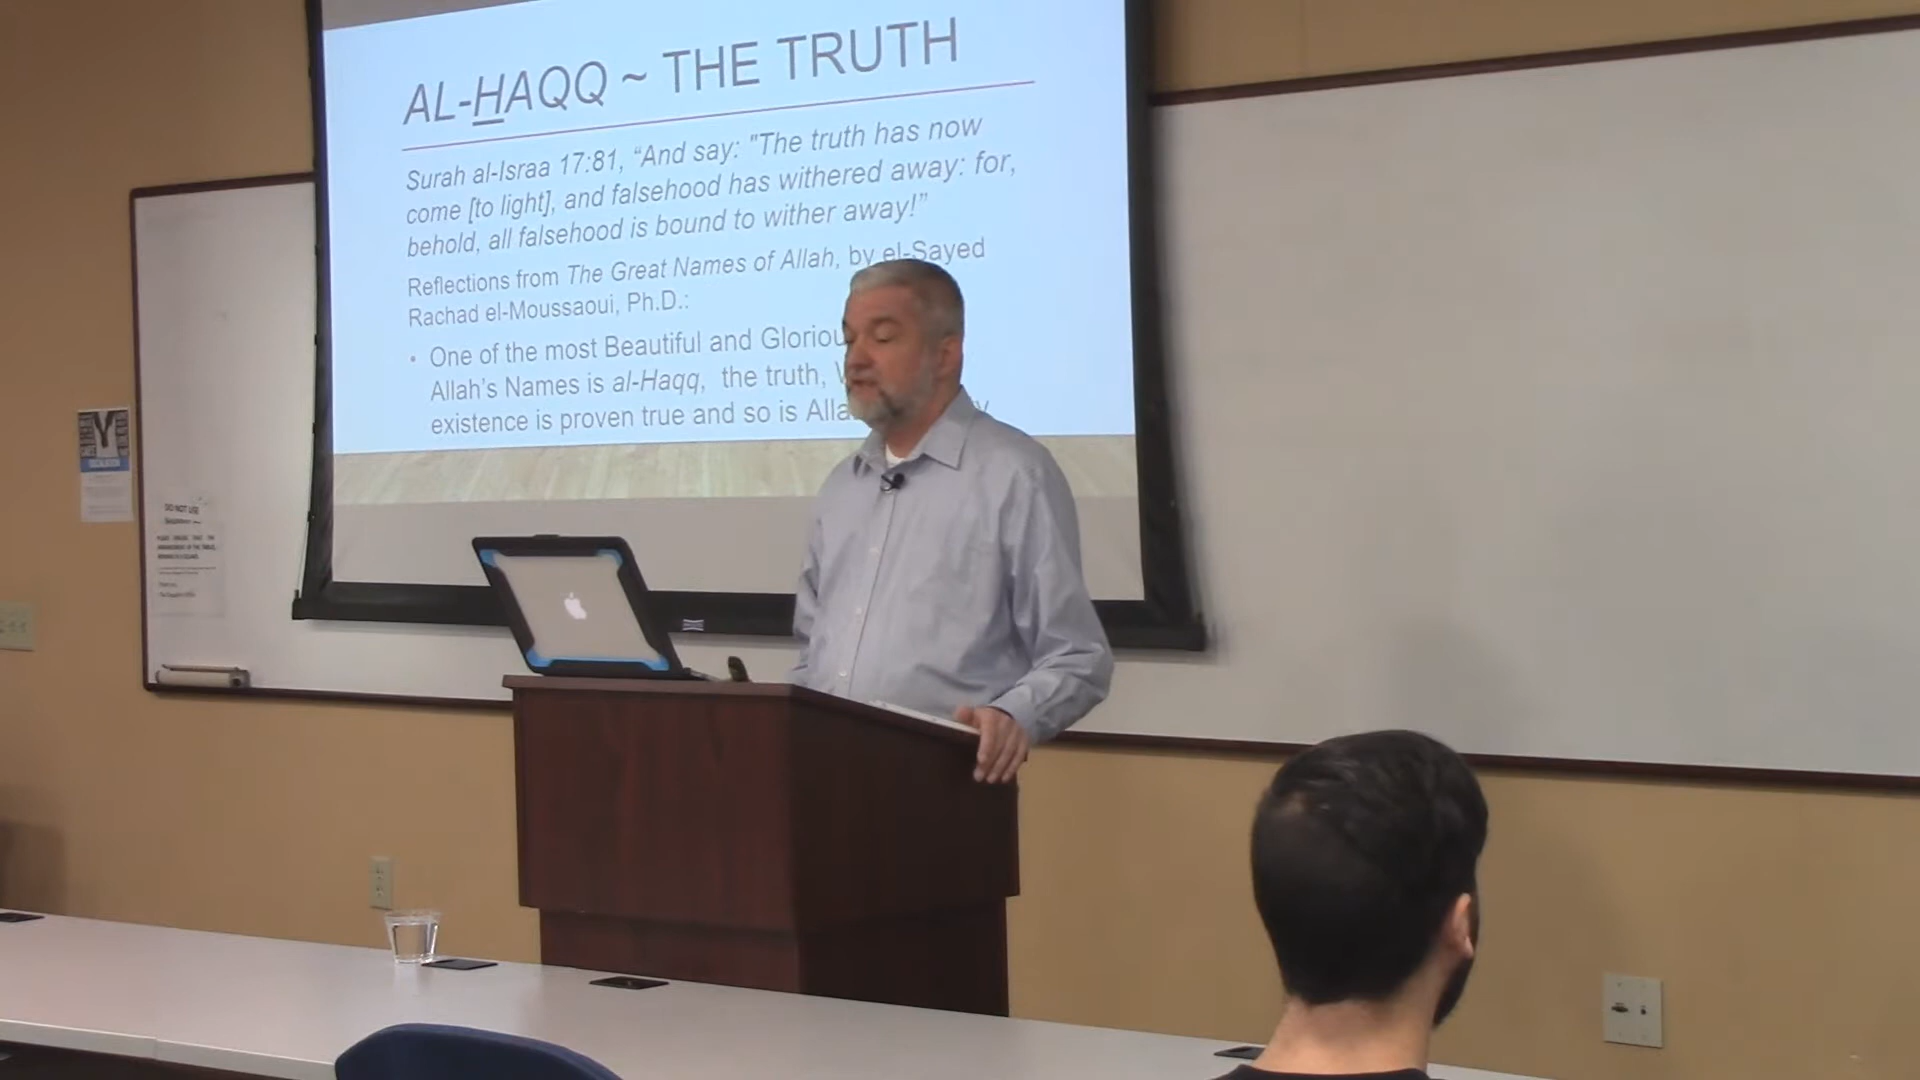 AL-HAQQ ~ THE TRUTH
Surah al-Israa 17:81, “And say: "The truth has now
come [to light], and falsehood has withered away: for,
behold, all falsehood is bound to wither away!”
Reflections from The Great Names of Allah, by el-Sayed
Rachad el-Moussaoui, Ph.D.:
• One of the most Beautiful and
Allah's Names is al-Haqq, the truth,
existence is proven true and so is
DO NOT USE